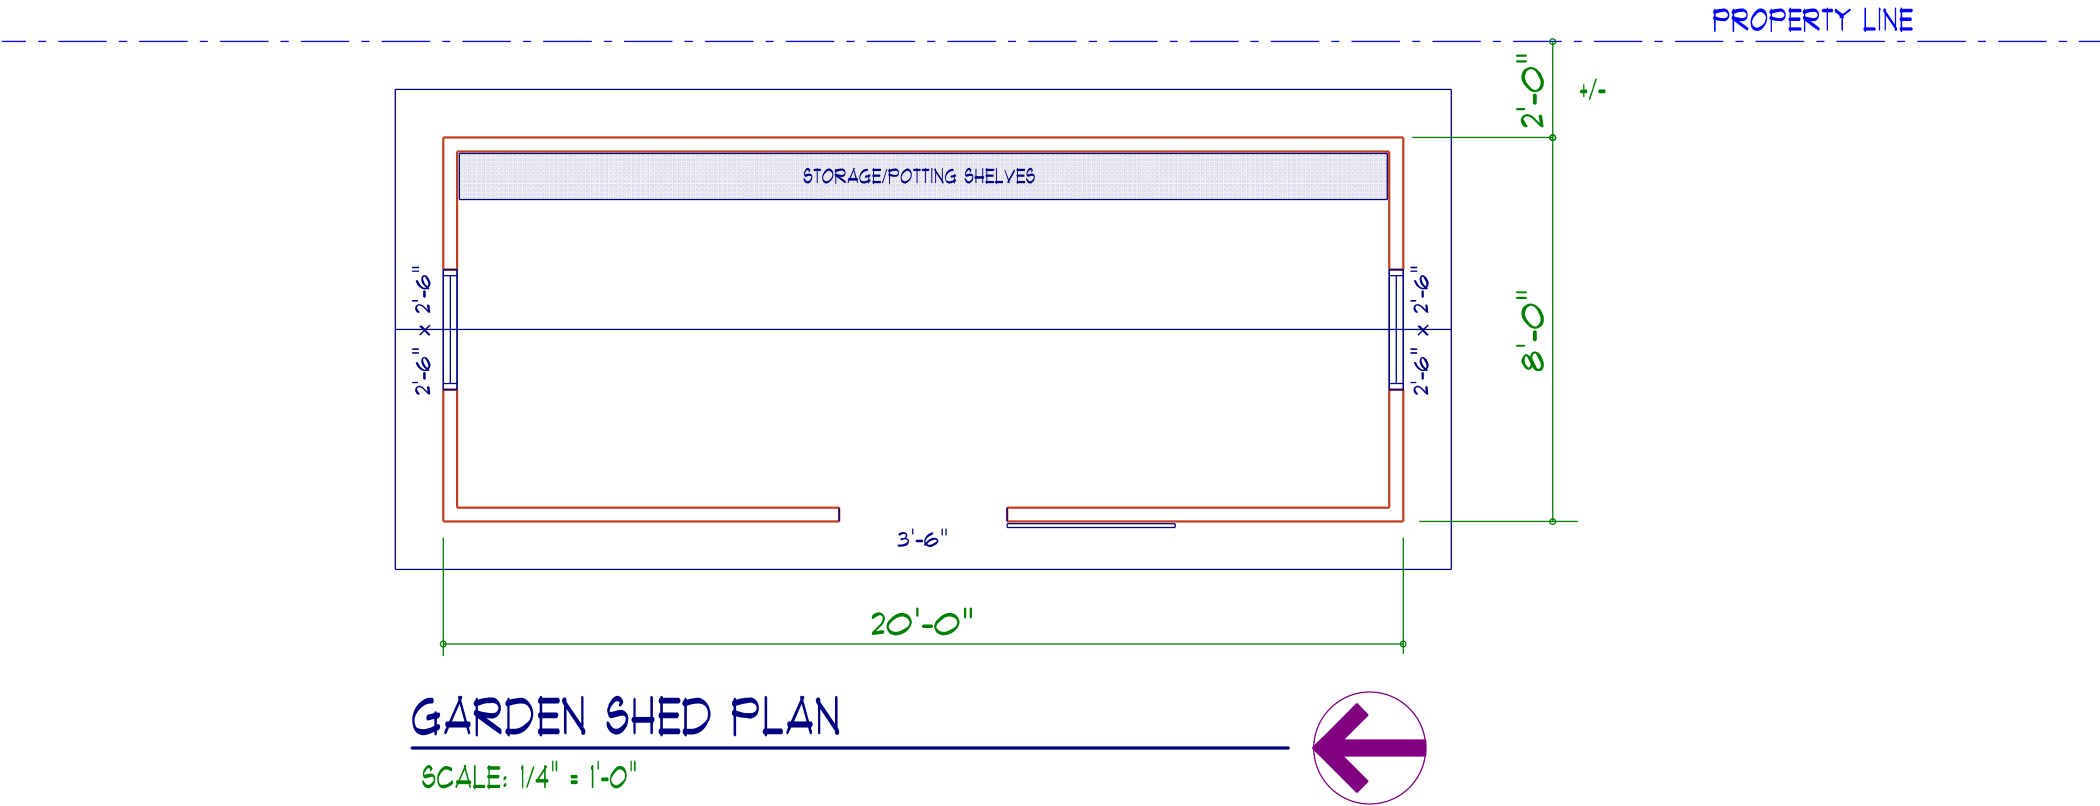 PROPERTY LINE
2'-0"
+/-
STORAGE/POTTING SHELVES
2'-6" x 2'-6"
2'-6" x 2'-6"
8'-0"
3'-6"
20'-0"
GARDEN SHED PLAN
SCALE: 1/4" = 1'-0"